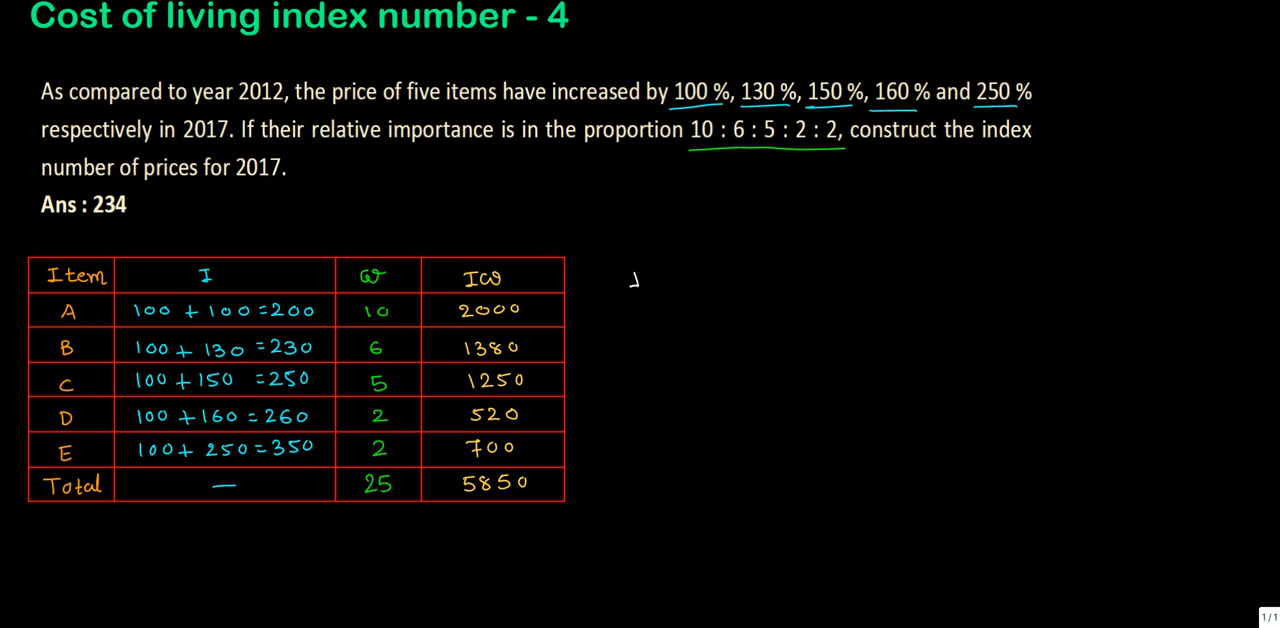 Cost of living index number - 4
As compared to year 2012, the price of five items have increased by 100 %, 130 %, 150 %, 160 % and 250 %
respectively in 2017. If their relative importance is in the proportion 10 : 6 : 5 : 2 : 2, construct the index
number of prices for 2017.
Ans : 234
Item I W IW
A 100 + 100 = 200 10 2000
B 100 + 130 = 230 6 1380
C 100 + 150 = 250 5 1250
D 100 + 160 = 260 2 520
E 100 + 250 = 350 2 700
Total — 25 5850
1 / 1